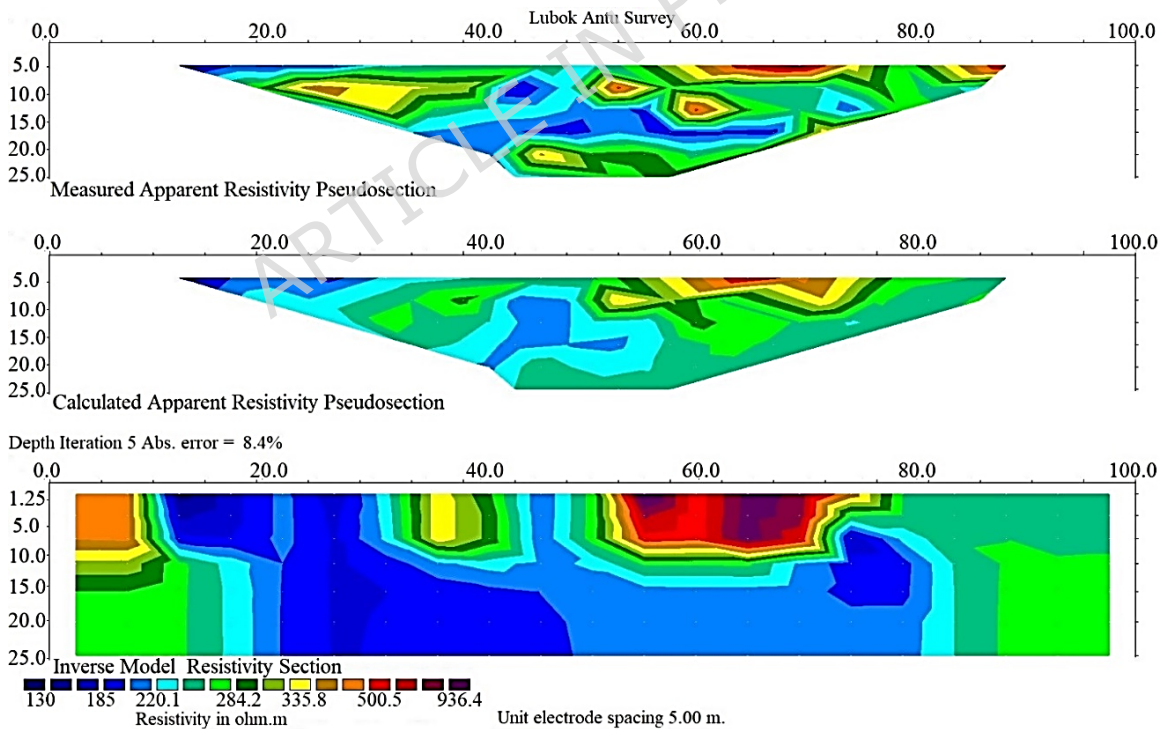 Lubok Antu Survey
0.0 20.0 40.0 60.0 80.0 100.0
5.0
10.0
15.0
20.0
25.0
Measured Apparent Resistivity Pseudosection
ARTICLE IN
0.0 20.0 40.0 60.0 80.0 100.0
5.0
10.0
15.0
20.0
25.0
Calculated Apparent Resistivity Pseudosection
Depth Iteration 5 Abs. error = 8.4%
0.0 20.0 40.0 60.0 80.0 100.0
1.25
5.0
10.0
15.0
20.0
25.0
Inverse Model Resistivity Section
130 185 220.1 284.2 335.8 500.5 936.4
Resistivity in ohm.m Unit electrode spacing 5.00 m.